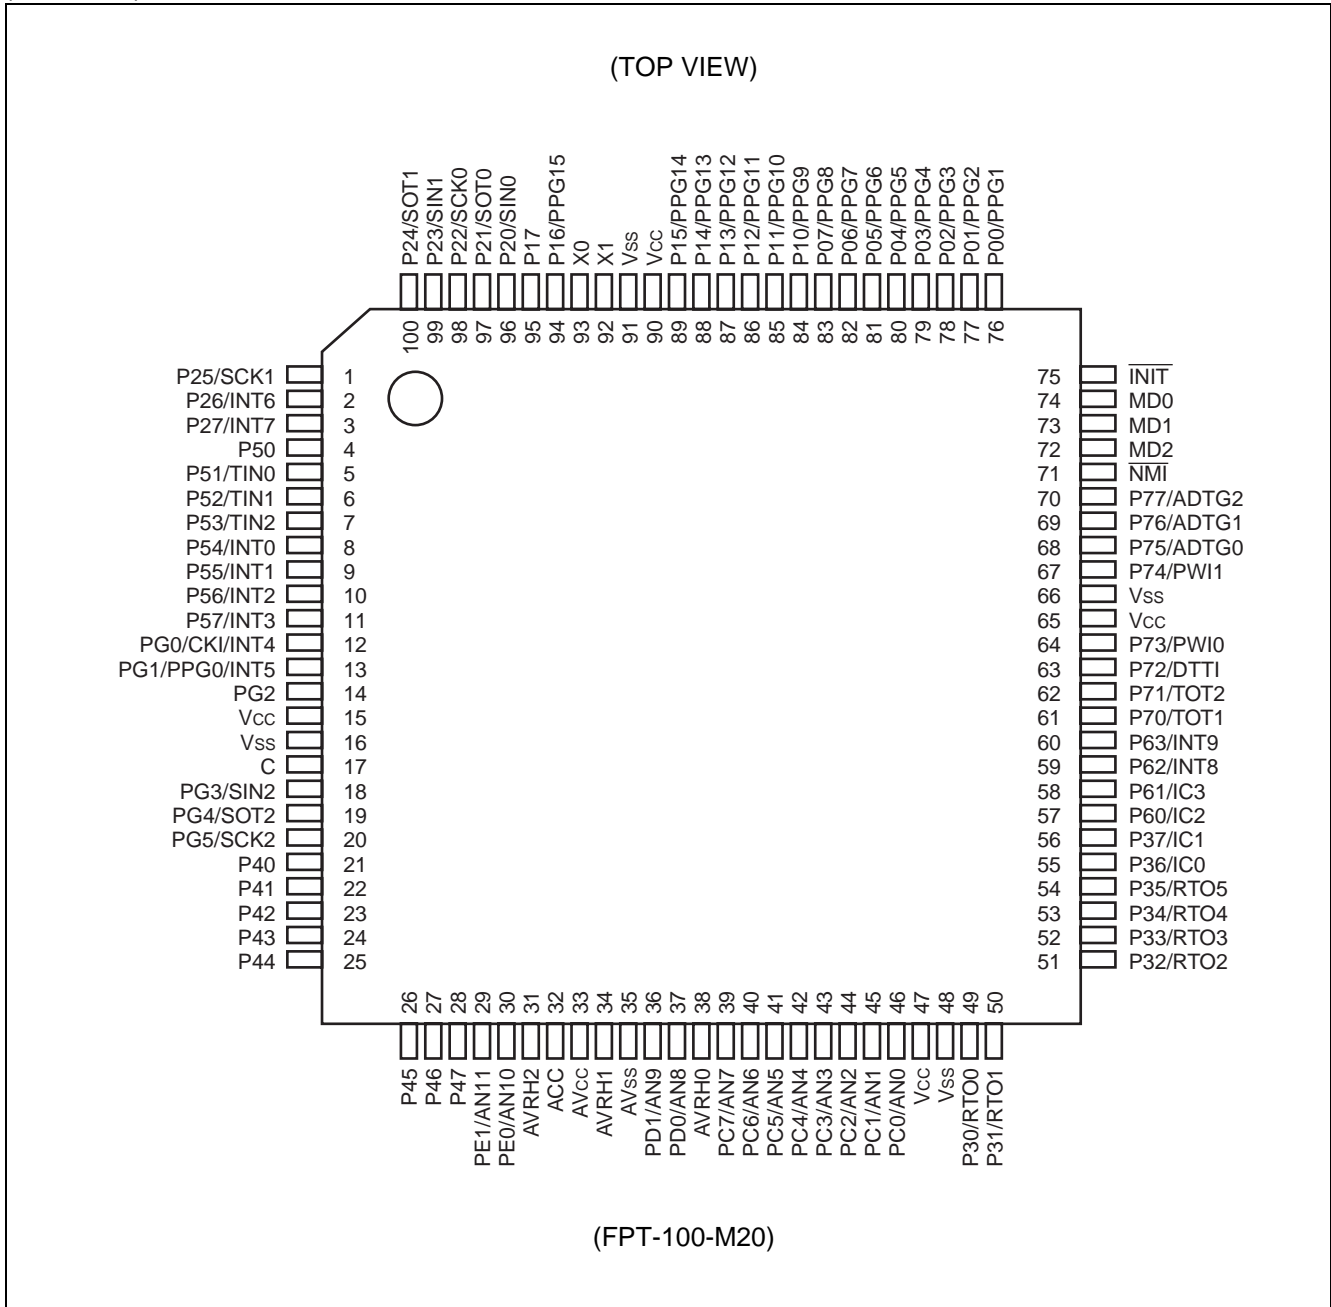 (TOP VIEW)
P24/SOT1
P23/SIN1
P22/SCK0
P21/SOT0
P20/SIN0
P17
P16/PPG15
X0
X1
Vss
Vcc
P15/PPG14
P14/PPG13
P13/PPG12
P12/PPG11
P11/PPG10
P10/PPG9
P07/PPG8
P06/PPG7
P05/PPG6
P04/PPG5
P03/PPG4
P02/PPG3
P01/PPG2
P00/PPG1
100
99
98
97
96
95
94
93
92
91
90
89
88
87
86
85
84
83
82
81
80
79
78
77
76
P25/SCK1 1
P26/INT6 2
P27/INT7 3
P50 4
P51/TIN0 5
P52/TIN1 6
P53/TIN2 7
P54/INT0 8
P55/INT1 9
P56/INT2 10
P57/INT3 11
PG0/CKI/INT4 12
PG1/PPG0/INT5 13
PG2 14
Vcc 15
Vss 16
C 17
PG3/SIN2 18
PG4/SOT2 19
PG5/SCK2 20
P40 21
P41 22
P42 23
P43 24
P44 25
75 INIT
74 MD0
73 MD1
72 MD2
71 NMI
70 P77/ADTG2
69 P76/ADTG1
68 P75/ADTG0
67 P74/PWI1
66 Vss
65 Vcc
64 P73/PWI0
63 P72/DTTI
62 P71/TOT2
61 P70/TOT1
60 P63/INT9
59 P62/INT8
58 P61/IC3
57 P60/IC2
56 P37/IC1
55 P36/IC0
54 P35/RTO5
53 P34/RTO4
52 P33/RTO3
51 P32/RTO2
26
27
28
29
30
31
32
33
34
35
36
37
38
39
40
41
42
43
44
45
46
47
48
49
50
P45
P46
P47
PE1/AN11
PE0/AN10
AVRH2
ACC
AVcc
AVRH1
AVss
PD1/AN9
PD0/AN8
AVRH0
PC7/AN7
PC6/AN6
PC5/AN5
PC4/AN4
PC3/AN3
PC2/AN2
PC1/AN1
PC0/AN0
Vcc
Vss
P30/RTO0
P31/RTO1
(FPT-100-M20)